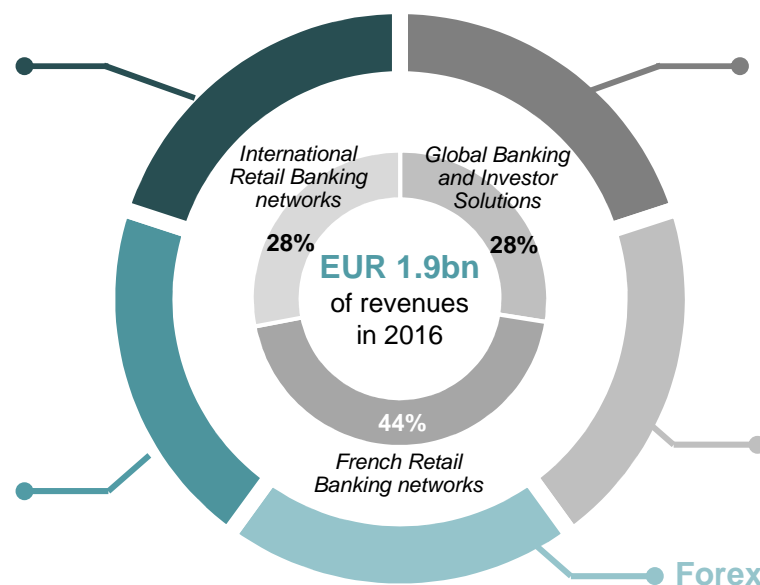 International
Retail Banking
networks
28%
Global Banking
and Investor
Solutions
28%
EUR 1.9bn
of revenues
in 2016
44%
French Retail
Banking networks
Forex